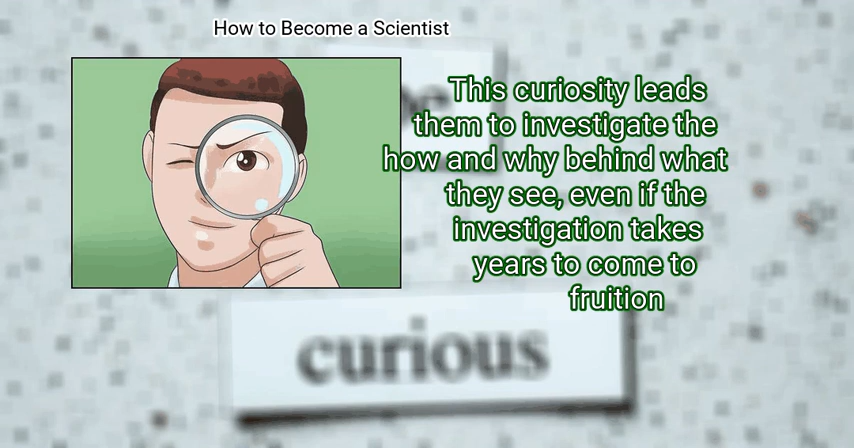 How to Become a Scientist
This curiosity leads
them to investigate the
how and why behind what
they see, even if the
investigation takes
years to come to
fruition
curious